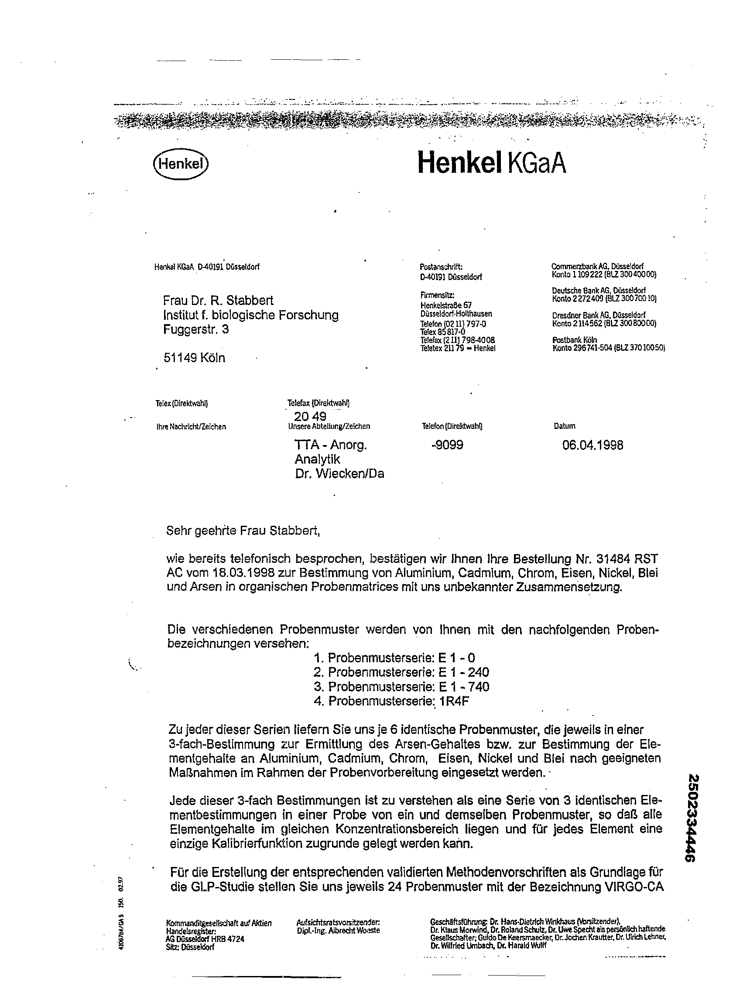 Henkel
Henkel KGaA
Henkel KGaA D-40191 Düsseldorf
Frau Dr. R. Stabbert
Institut f. biologische Forschung
Fuggerstr. 3
51149 Köln
Postanschrift:
D-40191 Düsseldorf
Firmensitz:
Henkelstraße 67
Düsseldorf-Holthausen
Telefon (0211) 797-0
Telex 85817-0
Telefax (211) 798-4008
Teletex 211 79 = Henkel
Commerzbank AG, Düsseldorf
Konto 1 109 222 (BLZ 300 400 00)
Deutsche Bank AG, Düsseldorf
Konto 2 272 409 (BLZ 300 700 10)
Dresdner Bank AG, Düsseldorf
Konto 2 114 562 (BLZ 300 800 00)
Postbank Köln
Konto 296 741-504 (BLZ 370 100 50)
Telex (Direktwahl)
Telefax (Direktwahl)
20 49
Ihre Nachricht/Zeichen
Unsere Abteilung/Zeichen
Telefon (Direktwahl)
Datum
TTA - Anorg.
Analytik
Dr. Wiecken/Da
-9099
06.04.1998
Sehr geehrte Frau Stabbert,
wie bereits telefonisch besprochen, bestätigen wir Ihnen Ihre Bestellung Nr. 31484 RST
AC vom 18.03.1998 zur Bestimmung von Aluminium, Cadmium, Chrom, Eisen, Nickel, Blei
und Arsen in organischen Probenmatrices mit uns unbekannter Zusammensetzung.
Die verschiedenen Probenmuster werden von Ihnen mit den nachfolgenden Proben-
bezeichnungen versehen:
1. Probenmusterserie: E 1 - 0
2. Probenmusterserie: E 1 - 240
3. Probenmusterserie: E 1 - 740
4. Probenmusterserie: 1R4F
Zu jeder dieser Serien liefern Sie uns je 6 identische Probenmuster, die jeweils in einer
3-fach-Bestimmung zur Ermittlung des Arsen-Gehaltes bzw. zur Bestimmung der Ele-
mentgehalte an Aluminium, Cadmium, Chrom, Eisen, Nickel und Blei nach geeigneten
Maßnahmen im Rahmen der Probenvorbereitung eingesetzt werden.
Jede dieser 3-fach Bestimmungen ist zu verstehen als eine Serie von 3 identischen Ele-
mentbestimmungen in einer Probe von ein und demselben Probenmuster, so daß alle
Elementgehalte im gleichen Konzentrationsbereich liegen und für jedes Element eine
einzige Kalibrierfunktion zugrunde gelegt werden kann.
Für die Erstellung der entsprechenden validierten Methodenvorschriften als Grundlage für
die GLP-Studie stellen Sie uns jeweils 24 Probenmuster mit der Bezeichnung VIRGO-CA
2502334446
Kommanditgesellschaft auf Aktien
Handelsregister:
AG Düsseldorf HRB 4724
Sitz: Düsseldorf
Aufsichtsratsvorsitzender:
Dipl.-Ing. Albrecht Woeste
Geschäftsführung: Dr. Hans-Dietrich Winkhaus (Vorsitzender),
Dr. Klaus Morwind, Dr. Roland Schulz, Dr. Uwe Specht als persönlich haftende
Gesellschafter; Guido De Keersmaecker, Dr. Jochen Krautter, Dr. Ulrich Lehner,
Dr. Wilfried Umbach, Dr. Harald Wulff